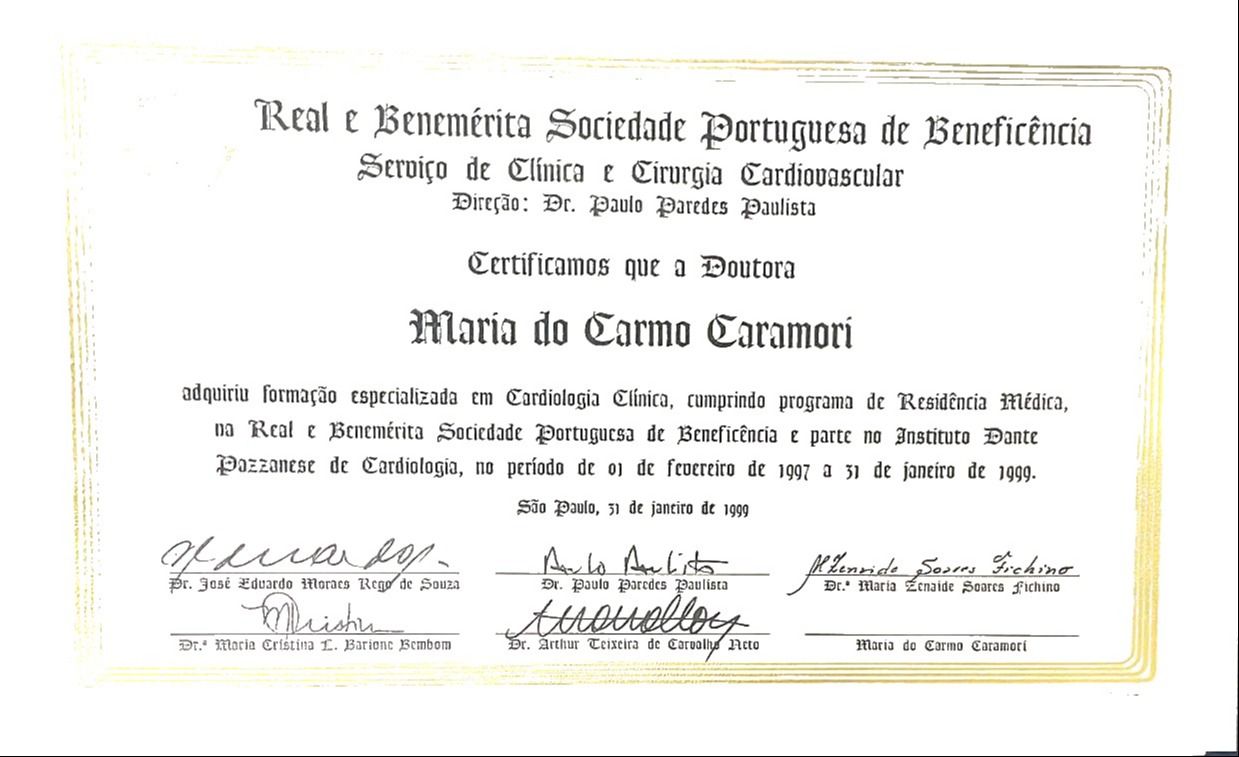 Real e Benemérita Sociedade Portuguesa de Beneficência
Serviço de Clínica e Cirurgia Cardiovascular
Direção: Dr. Paulo Paredes Paulista
Certificamos que a Doutora
Maria do Carmo Caramori
adquiriu formação especializada em Cardiologia Clínica, cumprindo programa de Residência Médica,
na Real e Benemérita Sociedade Portuguesa de Beneficência e parte no Instituto Dante
Pazzanese de Cardiologia, no período de 01 de fevereiro de 1997 a 31 de janeiro de 1999.
São Paulo, 31 de janeiro de 1999
Paulo Paulista MZenaide Soares Fichino
Dr. José Eduardo Moraes Rego de Souza Dr. Paulo Paredes Paulista Dr.ª Maria Zenaide Soares Fichino
Dr.ª Maria Cristina L. Barione Bembom Dr. Arthur Teixeira de Carvalho Neto Maria do Carmo Caramori